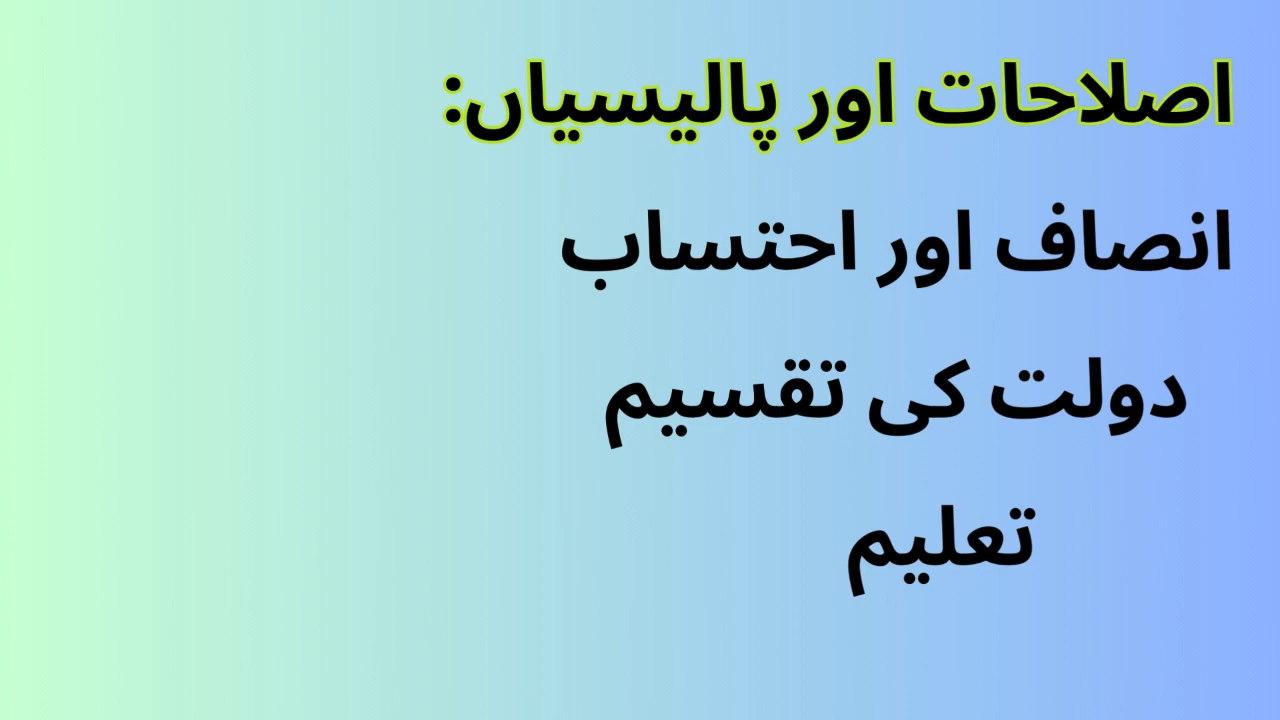 اصلاحات اور پالیسیاں:
انصاف اور احتساب
دولت کی تقسیم
تعلیم